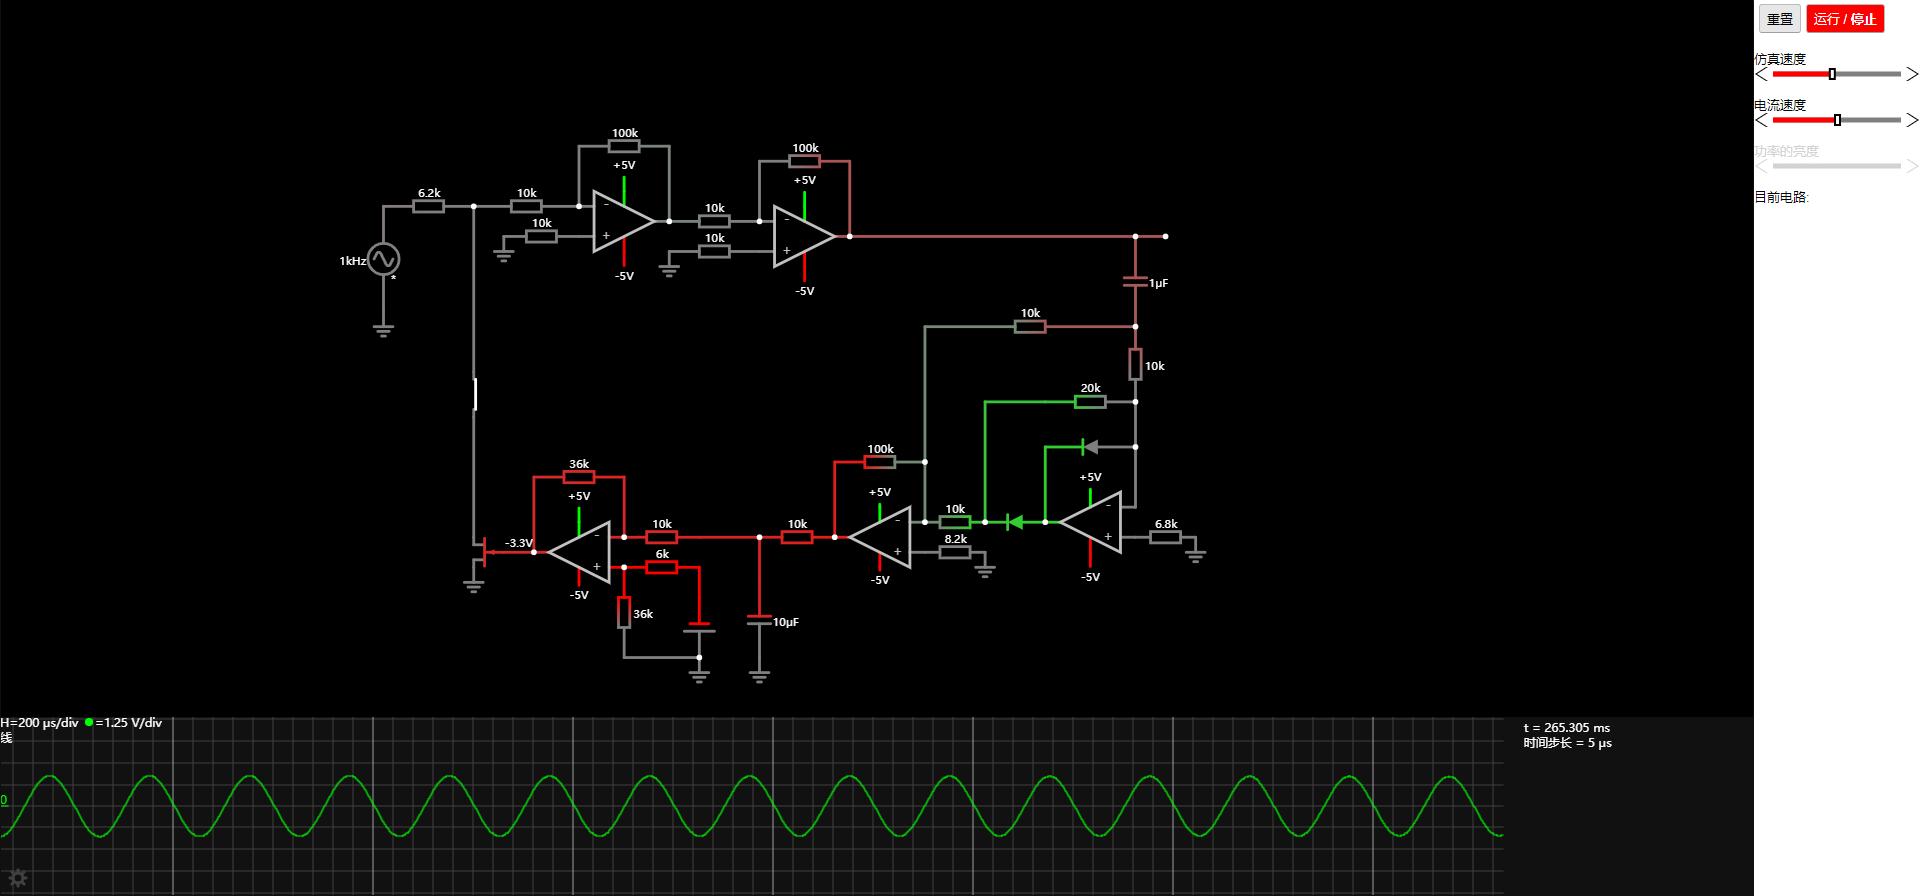 重置 运行 / 停止
仿真速度
电流速度
功率的亮度
目前电路:
100k
+5V
100k
+5V
6.2k
10k
10k
-
+
10k
10k
-
+
-5V
-5V
1kHz
*
1µF
10k
10k
20k
100k
+5V
36k
+5V
+5V
-
+
-3.3V
10k
10k
-
+
10k
-
+
6.8k
6k
8.2k
-5V
-5V
-5V
36k
10µF
H=200 µs/div =1.25 V/div
线
0
t = 265.305 ms
时间步长 = 5 µs